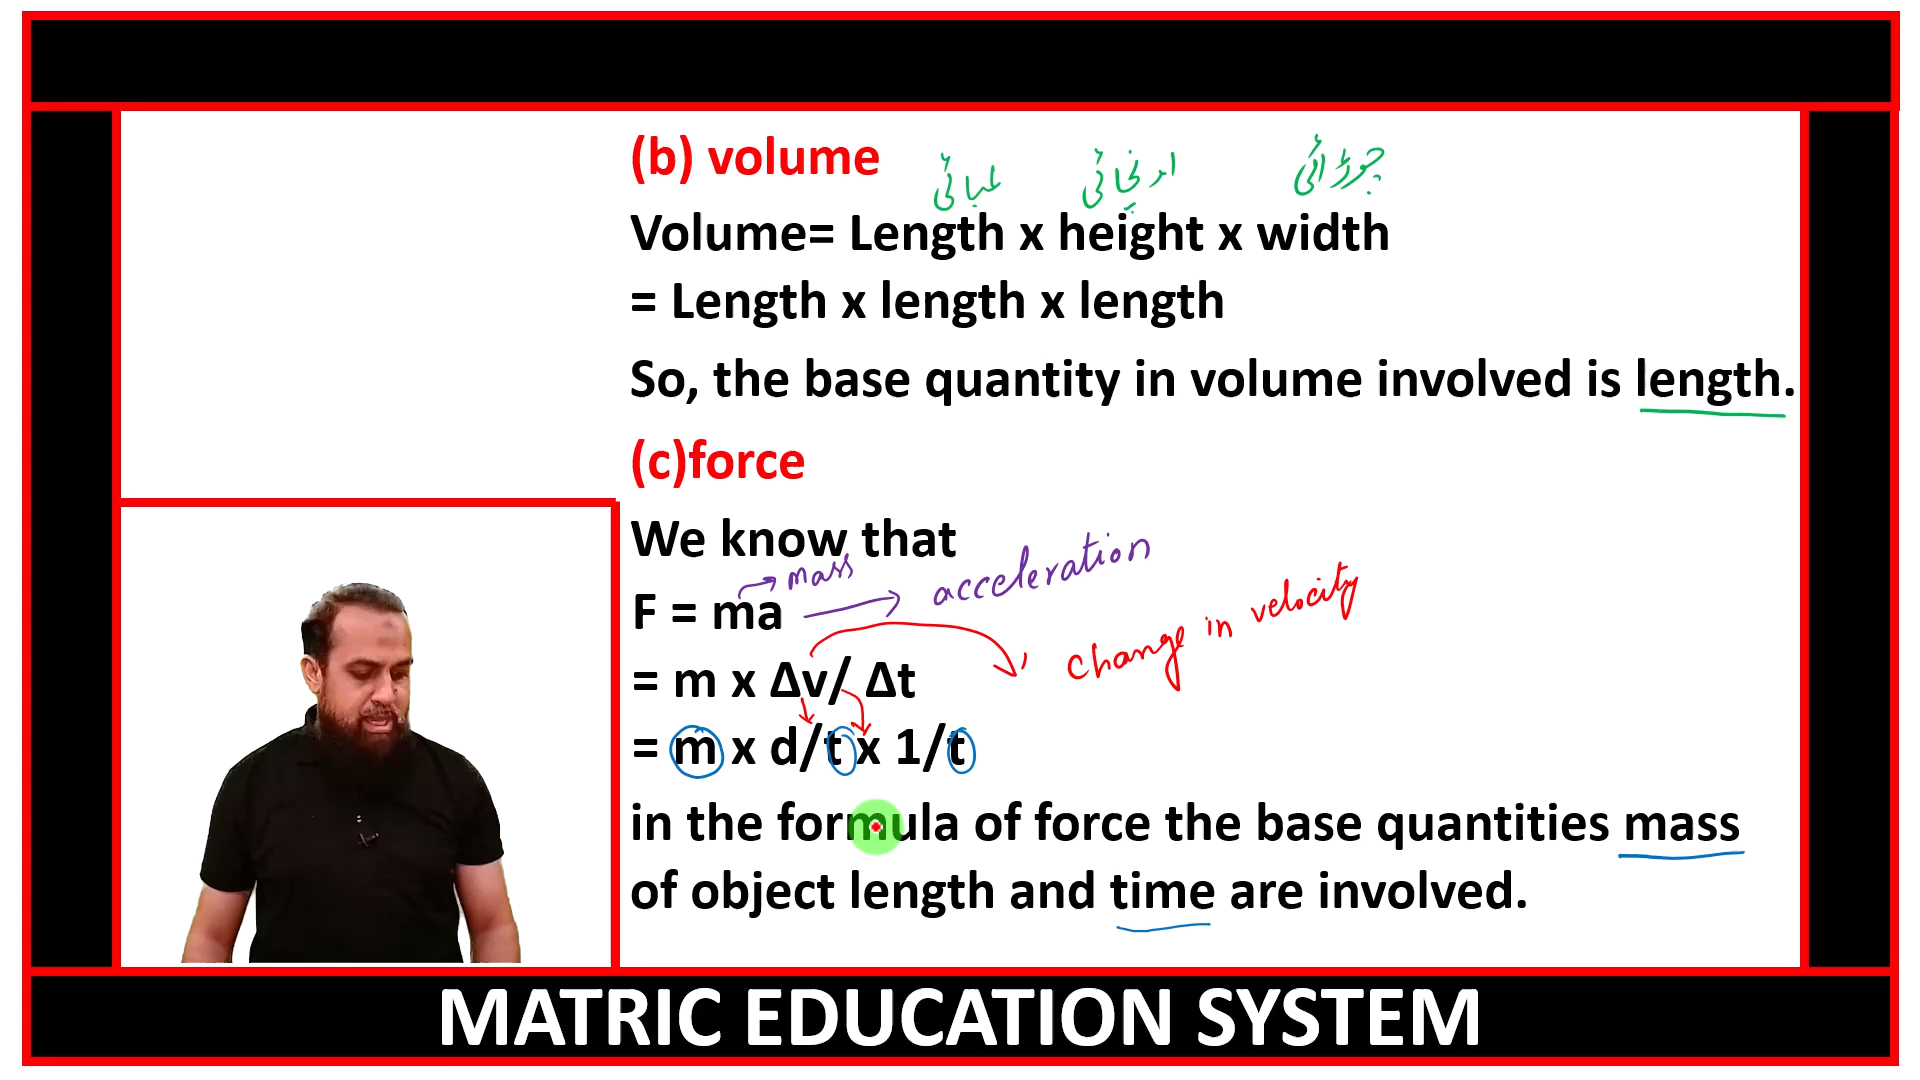 (b) volume
لمبائی اونچائی چوڑائی
Volume= Length x height x width
= Length x length x length
So, the base quantity in volume involved is length.
(c)force
We know that
mass
acceleration
F = ma
change in velocity
= m x Δv/ Δt
= m x d/t x 1/t
in the formula of force the base quantities mass
of object length and time are involved.
MATRIC EDUCATION SYSTEM